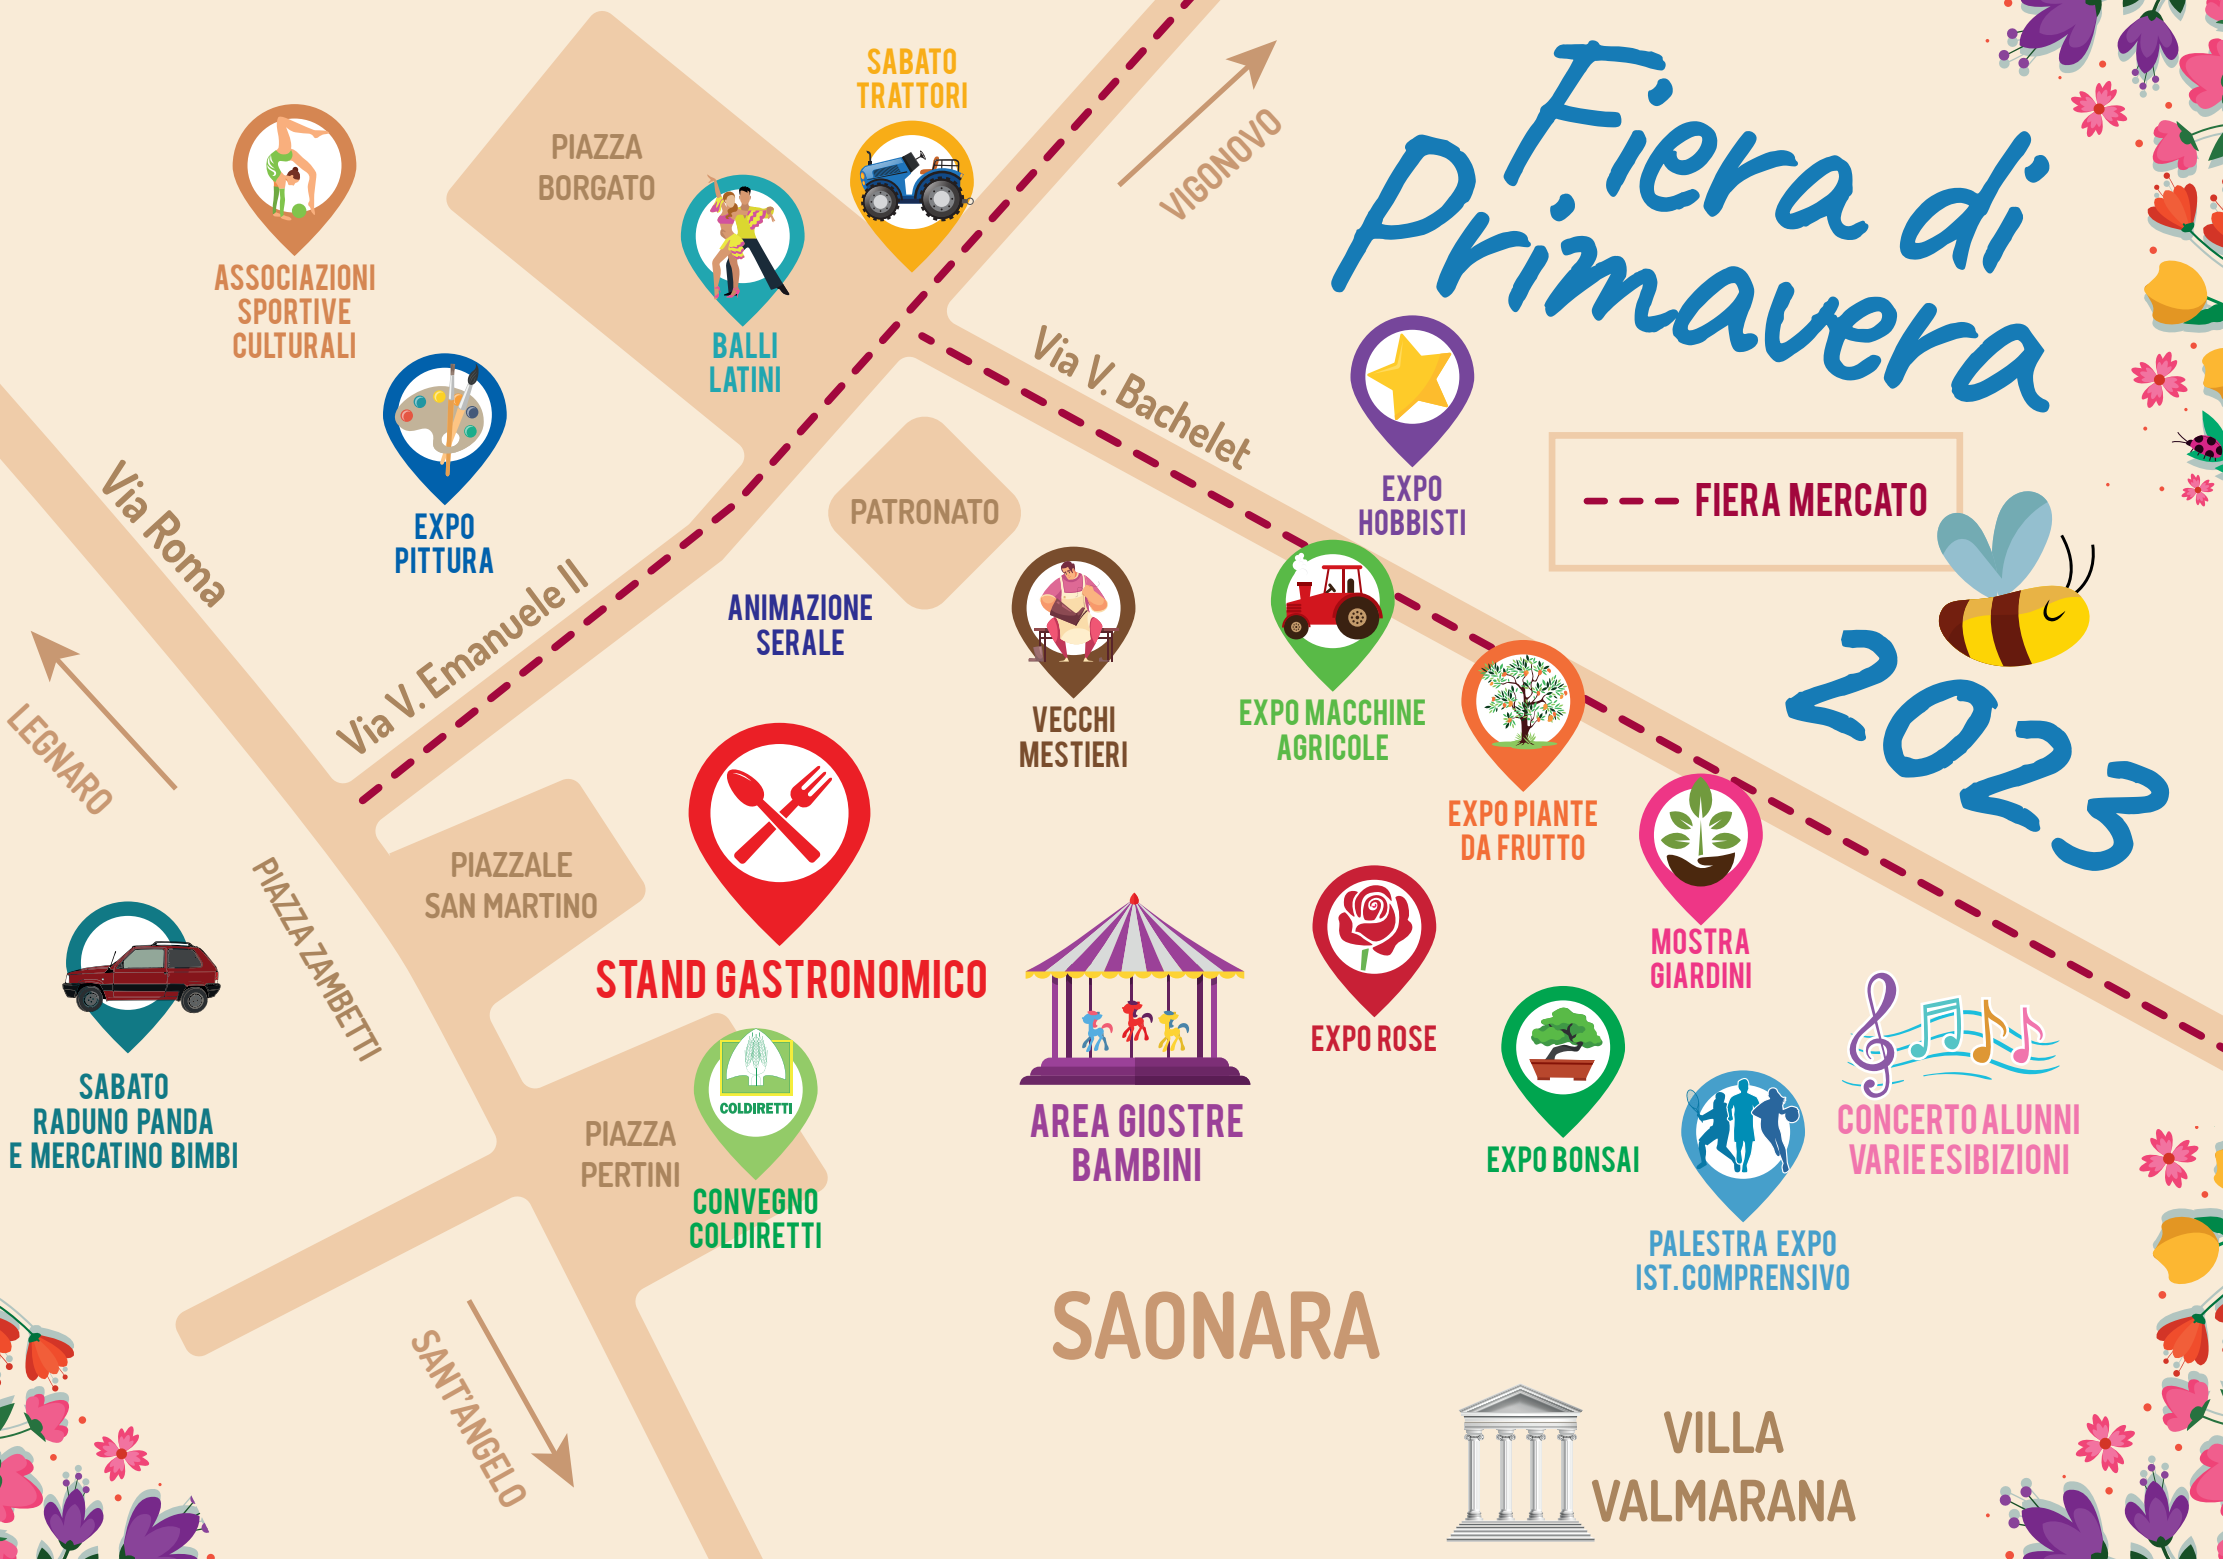 Fiera di
Primavera
2023
FIERA MERCATO
SABATO
TRATTORI
VIGONOVO
PIAZZA
BORGATO
ASSOCIAZIONI
SPORTIVE
CULTURALI
BALLI
LATINI
Via V. Bachelet
EXPO
HOBBISTI
EXPO
PITTURA
PATRONATO
Via Roma
Via V. Emanuele II
ANIMAZIONE
SERALE
VECCHI
MESTIERI
EXPO MACCHINE
AGRICOLE
LEGNARO
EXPO PIANTE
DA FRUTTO
PIAZZALE
SAN MARTINO
PIAZZA ZAMBETTI
STAND GASTRONOMICO
MOSTRA
GIARDINI
EXPO ROSE
SABATO
RADUNO PANDA
E MERCATINO BIMBI
COLDIRETTI
PIAZZA
PERTINI
CONVEGNO
COLDIRETTI
AREA GIOSTRE
BAMBINI
EXPO BONSAI
CONCERTO ALUNNI
VARIE ESIBIZIONI
PALESTRA EXPO
IST. COMPRENSIVO
SANT'ANGELO
SAONARA
VILLA
VALMARANA